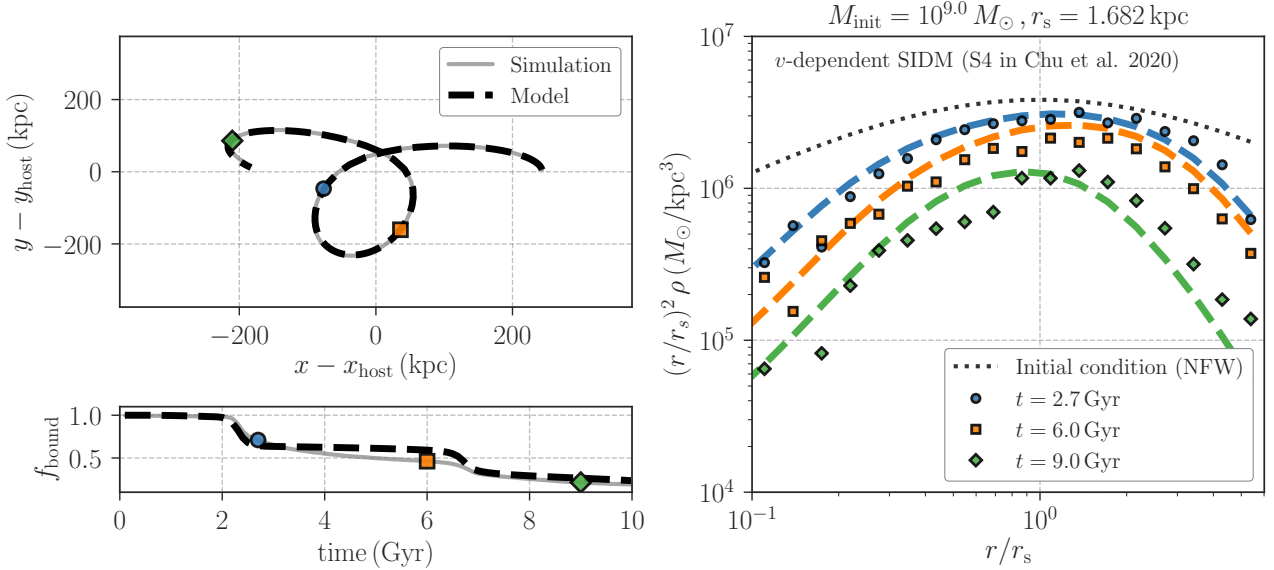 200
0
−200
y − y_host (kpc)
Simulation
Model
−200
0
200
x − x_host (kpc)
1.0
0.5
f_bound
0
2
4
6
8
10
time (Gyr)
M_init = 10^9.0 M_⊙ , r_s = 1.682 kpc
v-dependent SIDM (S4 in Chu et al. 2020)
10^7
10^6
10^5
10^4
(r/r_s)^2 ρ (M_⊙/kpc^3)
Initial condition (NFW)
t = 2.7 Gyr
t = 6.0 Gyr
t = 9.0 Gyr
10^−1
10^0
r/r_s